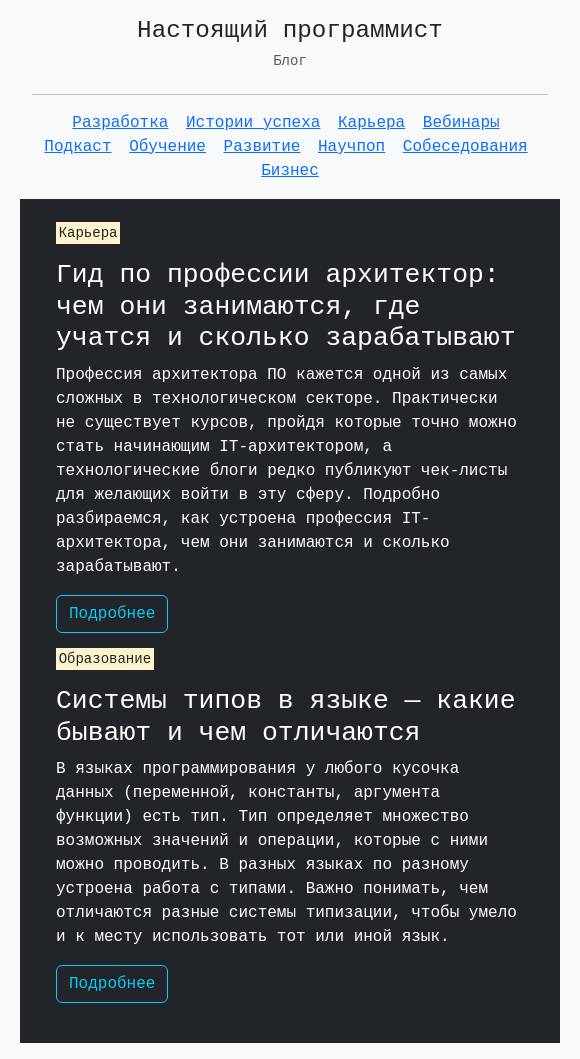 Настоящий программист
Блог
Разработка Истории успеха Карьера Вебинары
Подкаст Обучение Развитие Научпоп Собеседования
Бизнес
Карьера
Гид по профессии архитектор:
чем они занимаются, где
учатся и сколько зарабатывают
Профессия архитектора ПО кажется одной из самых
сложных в технологическом секторе. Практически
не существует курсов, пройдя которые точно можно
стать начинающим IT-архитектором, а
технологические блоги редко публикуют чек-листы
для желающих войти в эту сферу. Подробно
разбираемся, как устроена профессия IT-
архитектора, чем они занимаются и сколько
зарабатывают.
Подробнее
Образование
Системы типов в языке — какие
бывают и чем отличаются
В языках программирования у любого кусочка
данных (переменной, константы, аргумента
функции) есть тип. Тип определяет множество
возможных значений и операции, которые с ними
можно проводить. В разных языках по разному
устроена работа с типами. Важно понимать, чем
отличаются разные системы типизации, чтобы умело
и к месту использовать тот или иной язык.
Подробнее